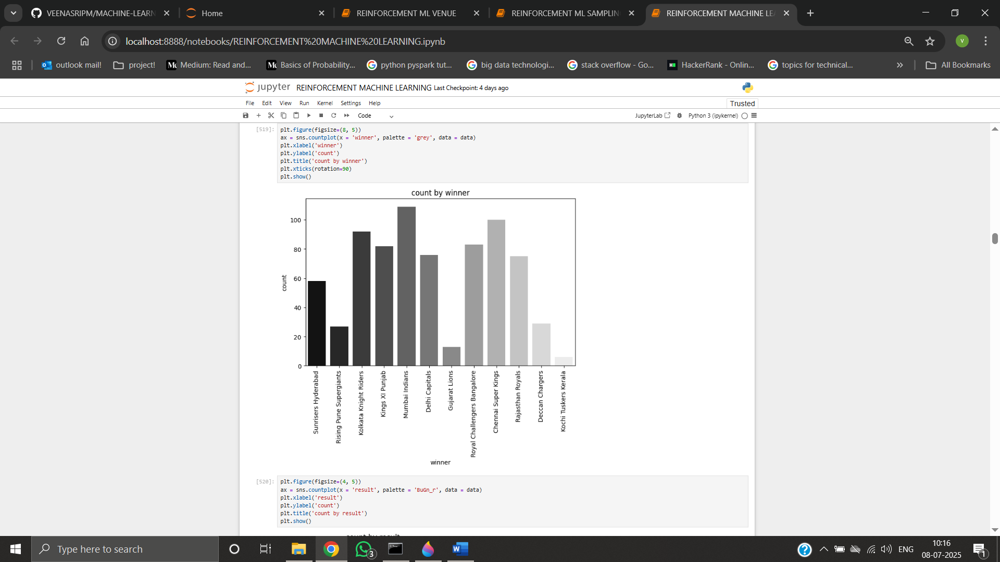 VEENASRIPM/MACHINE-LEARN
Home
REINFORCEMENT ML VENUE
REINFORCEMENT ML SAMPLIN
REINFORCEMENT MACHINE LE
localhost:8888/notebooks/REINFORCEMENT%20MACHINE%20LEARNING.ipynb
V
outlook mail!
project!
Medium: Read and...
Basics of Probability...
python pyspark tut...
big data technologi...
stack overflow - Go...
HackerRank - Onlin...
topics for technical...
All Bookmarks
jupyter REINFORCEMENT MACHINE LEARNING Last Checkpoint: 4 days ago
File Edit View Run Kernel Settings Help
Trusted
Code
JupyterLab
Python 3 (ipykernel)
[519]:
plt.figure(figsize=(8, 5))
ax = sns.countplot(x = 'winner', palette = 'grey', data = data)
plt.xlabel('winner')
plt.ylabel('count')
plt.title('count by winner')
plt.xticks(rotation=90)
plt.show()
count by winner
count
100
80
60
40
20
0
Sunrisers Hyderabad
Rising Pune Supergiants
Kolkata Knight Riders
Kings XI Punjab
Mumbai Indians
Delhi Capitals
Gujarat Lions
Royal Challengers Bangalore
Chennai Super Kings
Rajasthan Royals
Deccan Chargers
Kochi Tuskers Kerala
winner
[520]:
plt.figure(figsize=(4, 5))
ax = sns.countplot(x = 'result', palette = 'BuGn_r', data = data)
plt.xlabel('result')
plt.ylabel('count')
plt.title('count by result')
plt.show()
count by result
Type here to search
3
ENG
10:16
08-07-2025
1